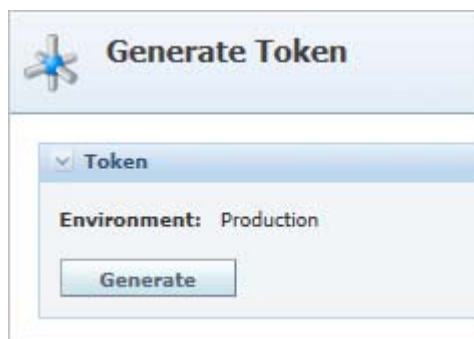 Generate Token
Token
Environment: Production
Generate